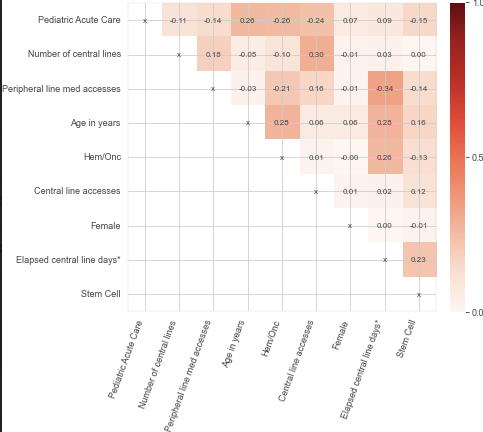 Pediatric Acute Care x -0.11 -0.14 0.26 -0.26 -0.24 0.07 0.09 -0.15
Number of central lines x 0.18 -0.05 -0.10 0.30 -0.01 0.03 0.00
Peripheral line med accesses x -0.03 -0.21 0.16 -0.01 -0.34 -0.14
Age in years x 0.28 0.06 0.06 0.28 0.16
Hem/Onc x 0.01 -0.00 0.26 -0.13
Central line accesses x 0.01 0.02 0.12
Female x 0.00 -0.01
Elapsed central line days* x 0.23
Stem Cell x
Pediatric Acute Care
Number of central lines
Peripheral line med accesses
Age in years
Hem/Onc
Central line accesses
Female
Elapsed central line days*
Stem Cell
0.5
0.0